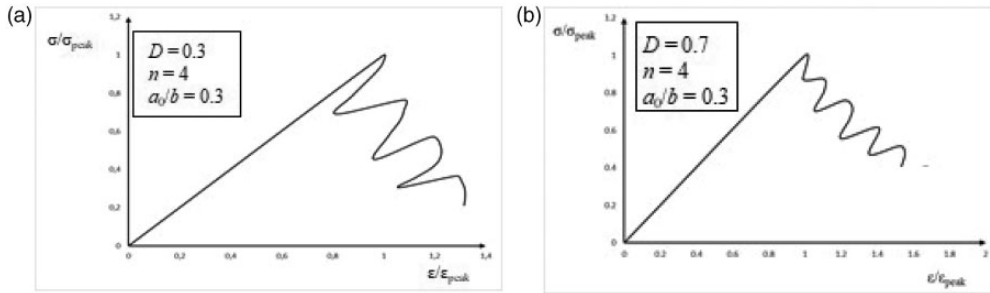 (a)
1,2
σ/σpeak
D = 0.3
n = 4
a0/b = 0.3
1
0,8
0,6
0,4
0,2
0
0 0,2 0,4 0,6 0,8 1 1,2 1,4
ε/εpeak
(b)
1.2
σ/σpeak
D = 0.7
n = 4
a0/b = 0.3
1
0.8
0.6
0.4
0.2
0
0 0.2 0.4 0.6 0.8 1 1.2 1.4 1.6 1.8 2
ε/εpeak